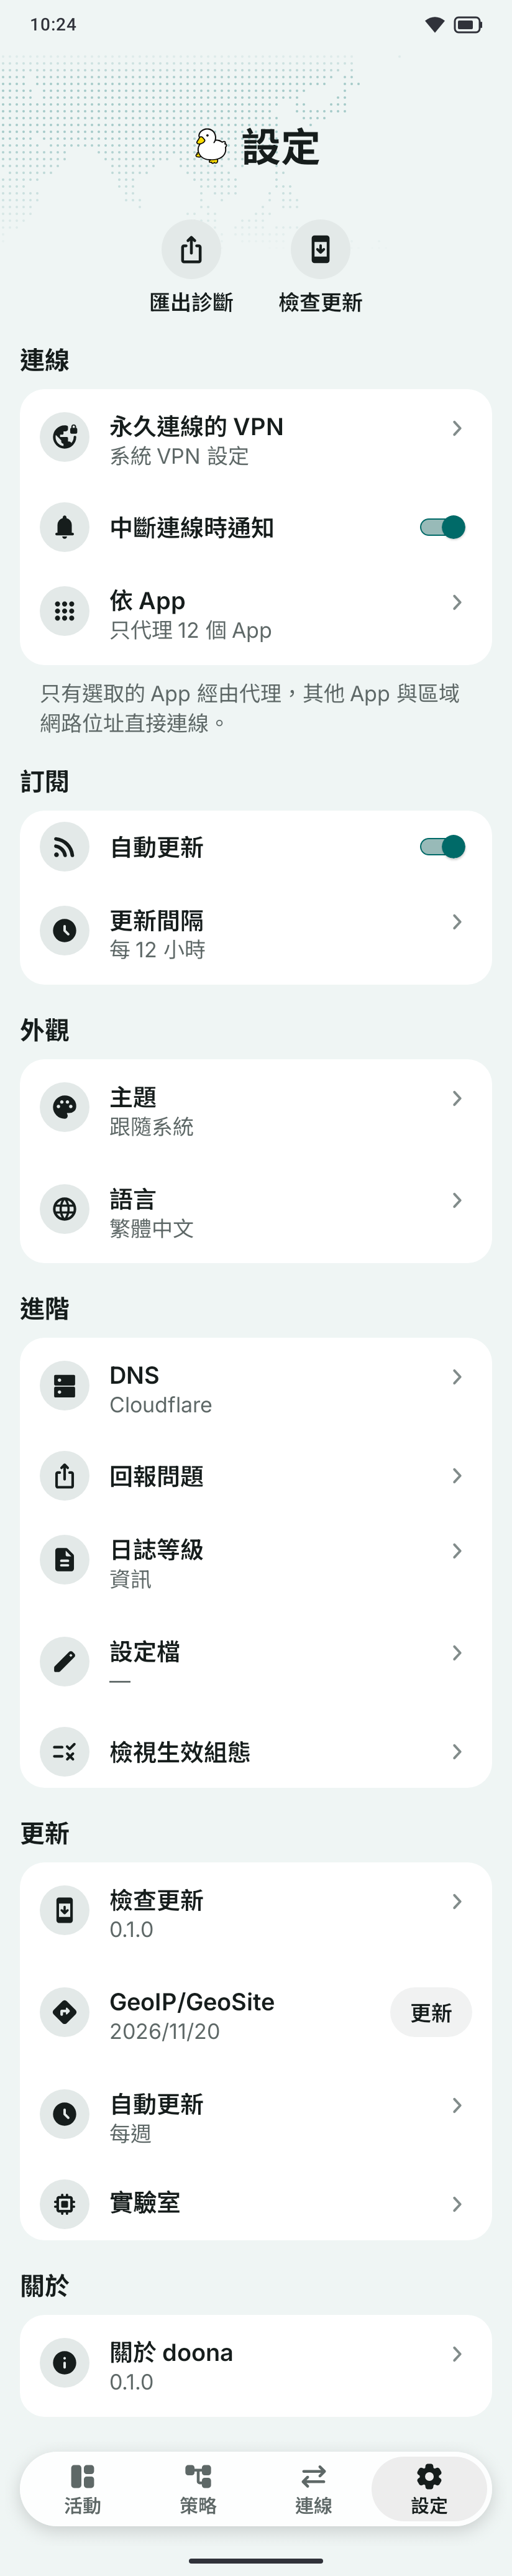 10:24
設定
匯出診斷
檢查更新
連線
永久連線的 VPN
系統 VPN 設定
中斷連線時通知
依 App
只代理 12 個 App
只有選取的 App 經由代理，其他 App 與區域
網路位址直接連線。
訂閱
自動更新
更新間隔
每 12 小時
外觀
主題
跟隨系統
語言
繁體中文
進階
DNS
Cloudflare
回報問題
日誌等級
資訊
設定檔
—
檢視生效組態
更新
檢查更新
0.1.0
GeoIP/GeoSite
2026/11/20
更新
自動更新
每週
實驗室
關於
關於 doona
0.1.0
活動
策略
連線
設定